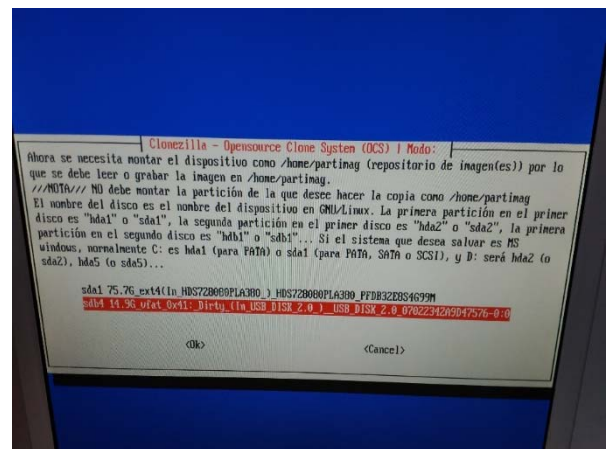 Clonezilla - Opensource Clone System (OCS) | Modo:
Ahora se necesita montar el dispositivo como /home/partimag (repositorio de imagen(es)) por lo
que se debe leer o grabar la imagen en /home/partimag.
///NOTA/// NO debe montar la partición de la que desee hacer la copia como /home/partimag
El nombre del disco es el nombre del dispositivo en GNU/Linux. La primera partición en el primer
disco es "hda1" o "sda1", la segunda partición en el primer disco es "hda2" o "sda2", la primera
partición en el segundo disco es "hdb1" o "sdb1"... Si el sistema que desea salvar es MS
windows, normalmente C: es hda1 (para PATA) o sda1 (para PATA, SATA o SCSI), y D: será hda2 (o
sda2), hda5 (o sda5)...
sda1 75.7G_ext4(In_HDS728080PLA380_)_HDS728080PLA380_PFDB32E8S4G99M
sdb4 14.9G_vfat_0x41:_Dirty_(In_USB_DISK_2.0_)__USB_DISK_2.0_07022342A9D47576-0:0
<Ok> <Cancel>